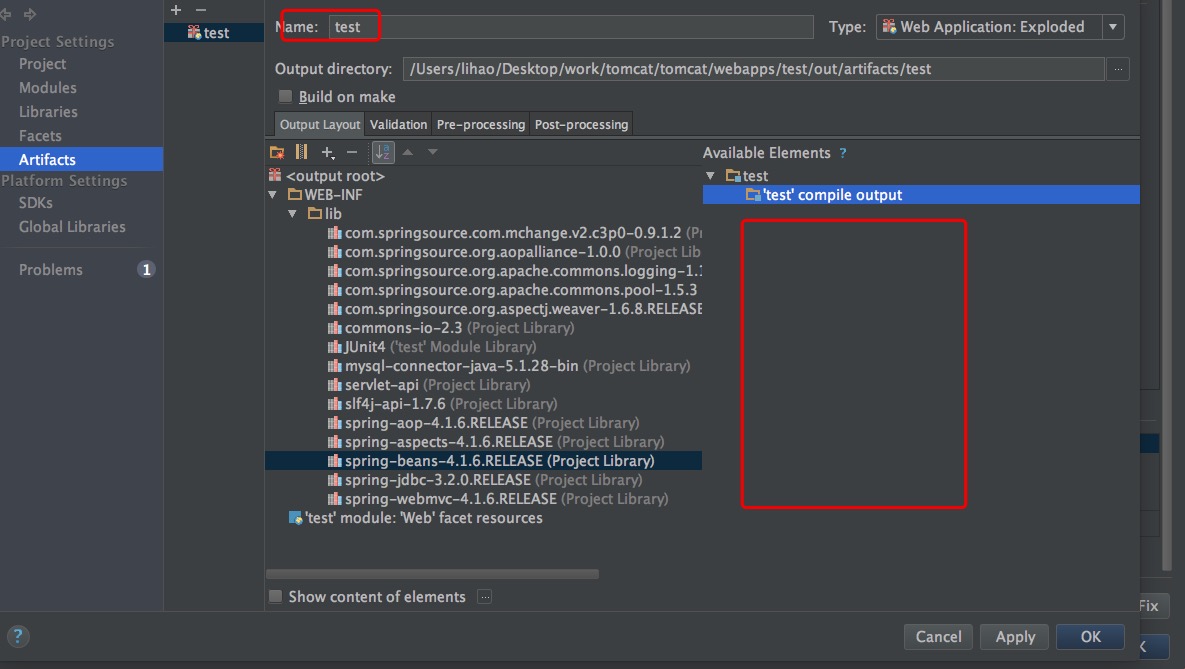 Project Settings
Project
Modules
Libraries
Facets
Artifacts
Platform Settings
SDKs
Global Libraries
Problems 1
test
Name: test Type: Web Application: Exploded
Output directory: /Users/lihao/Desktop/work/tomcat/tomcat/webapps/test/out/artifacts/test ...
Build on make
Output Layout Validation Pre-processing Post-processing
<output root>
WEB-INF
lib
com.springsource.com.mchange.v2.c3p0-0.9.1.2
com.springsource.org.aopalliance-1.0.0 (Project Lib
com.springsource.org.apache.commons.logging-1.
com.springsource.org.apache.commons.pool-1.5.3
com.springsource.org.aspectj.weaver-1.6.8.RELEASE
commons-io-2.3 (Project Library)
JUnit4 ('test' Module Library)
mysql-connector-java-5.1.28-bin (Project Library)
servlet-api (Project Library)
slf4j-api-1.7.6 (Project Library)
spring-aop-4.1.6.RELEASE (Project Library)
spring-aspects-4.1.6.RELEASE (Project Library)
spring-beans-4.1.6.RELEASE (Project Library)
spring-jdbc-3.2.0.RELEASE (Project Library)
spring-webmvc-4.1.6.RELEASE (Project Library)
'test' module: 'Web' facet resources
Available Elements ?
test
'test' compile output
Show content of elements ...
Fix
? Cancel Apply OK